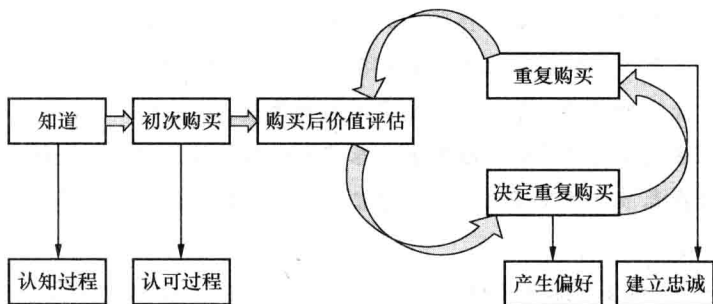 重复购买
知道
初次购买
购买后价值评估
决定重复购买
认知过程
认可过程
产生偏好
建立忠诚